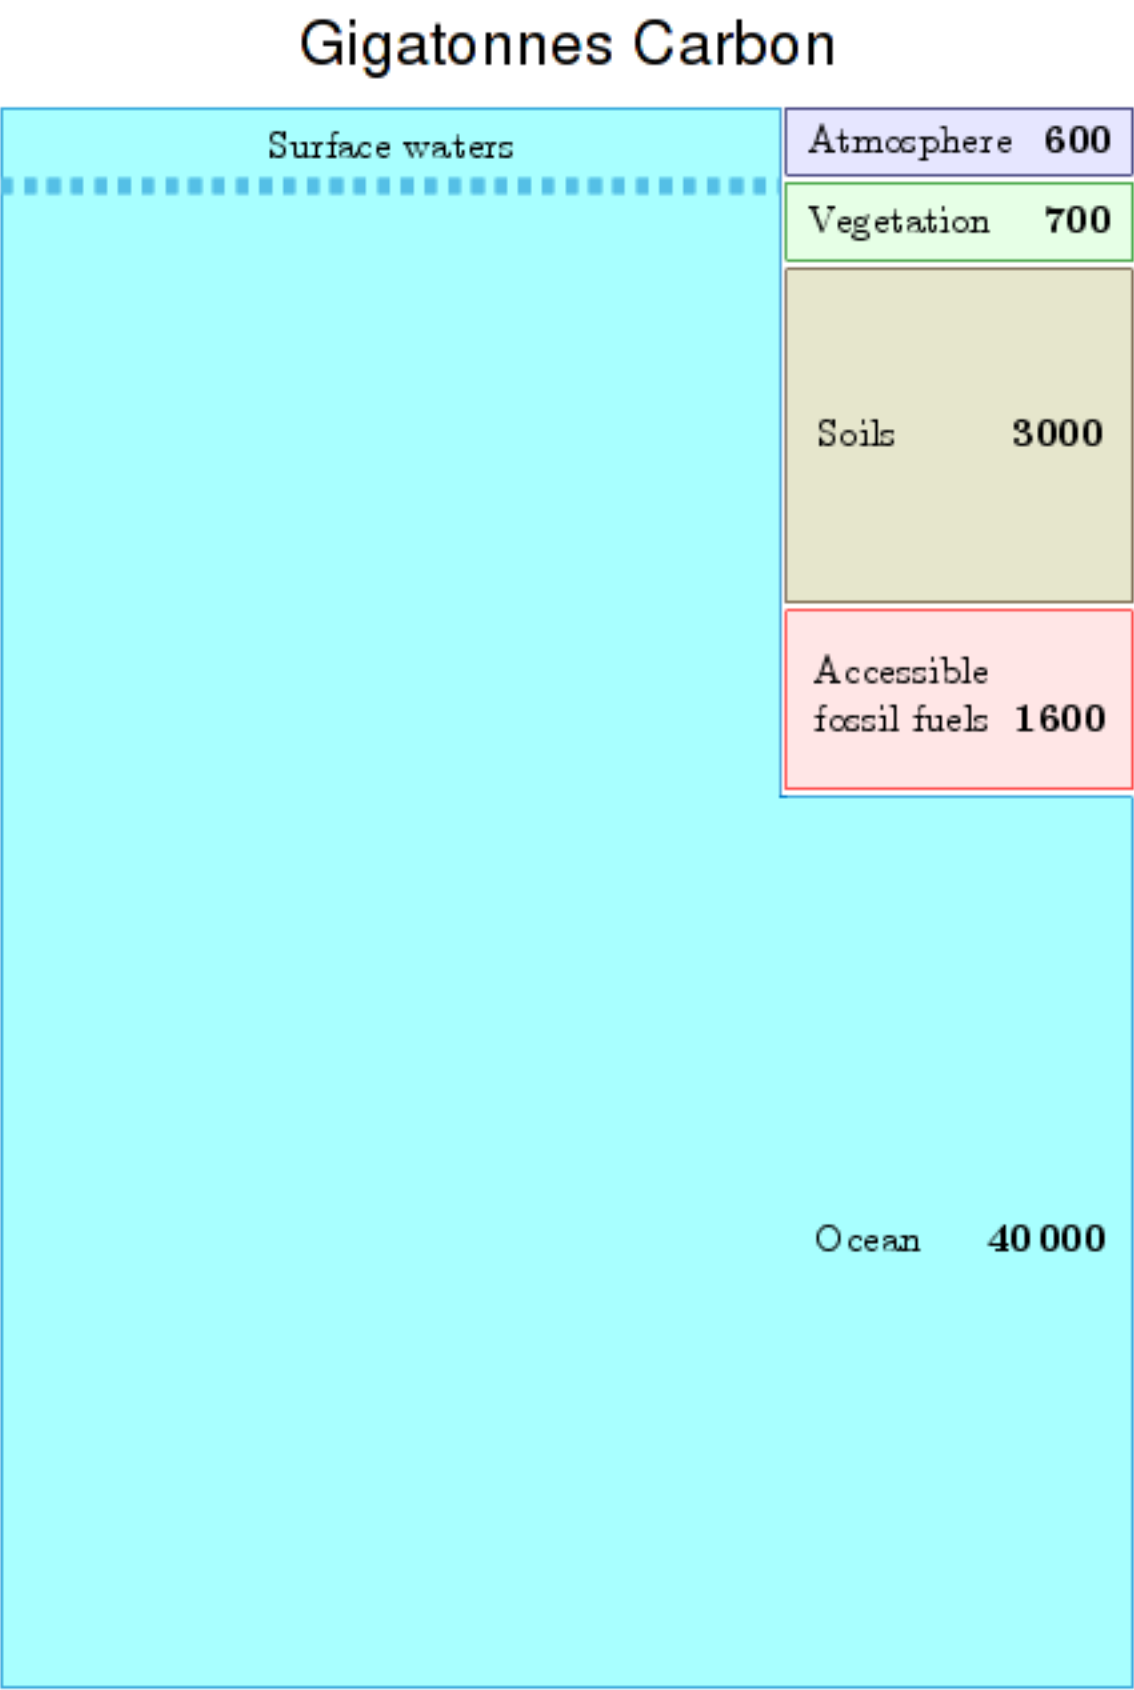 Gigatonnes Carbon
Surface waters
Atmosphere 600
Vegetation 700
Soils 3000
Accessible
fossil fuels 1600
Ocean 40 000